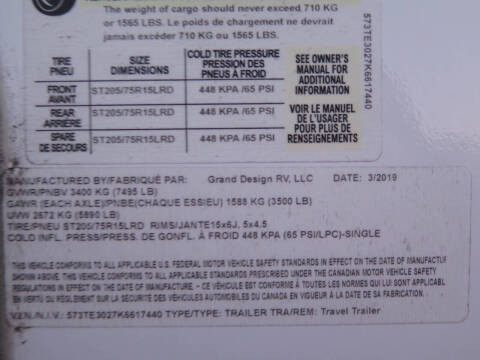 The weight of cargo should never exceed 710 KG
or 1565 LBS. Le poids de chargement ne devrait
jamais excéder 710 KG ou 1565 LBS.
573TE3027K6617440
TIRE PNEU SIZE DIMENSIONS COLD TIRE PRESSURE PRESSION DES PNEUS À FROID
FRONT AVANT ST205/75R15LRD 448 KPA /65 PSI
REAR ARRIERE ST205/75R15LRD 448 KPA /65 PSI
SPARE DE SECOURS ST205/75R15LRD 448 KPA /65 PSI
SEE OWNER'S
MANUAL FOR
ADDITIONAL
INFORMATION
VOIR LE MANUEL
DE L'USAGER
POUR PLUS DE
RENSEIGNEMENTS
MANUFACTURED BY/FABRIQUÉ PAR: Grand Design RV, LLC DATE: 3/2019
GVWR/PNBV 3400 KG (7495 LB)
GAWR (EACH AXLE)/PNBE(CHAQUE ESSIEU) 1588 KG (3500 LB)
UVW 2672 KG (5890 LB)
TIRE/PNEU ST205/75R15LRD RIMS/JANTE15x6J, 5x4.5
COLD INFL. PRESS/PRESS. DE GONFL. À FROID 448 KPA (65 PSI/LPC)-SINGLE
THIS VEHICLE CONFORMS TO ALL APPLICABLE U.S. FEDERAL MOTOR VEHICLE SAFETY STANDARDS IN EFFECT ON THE DATE OF MANUFACTUR
SHOWN ABOVE. THIS VEHICLE CONFORMS TO ALL APPLICABLE STANDARDS PRESCRIBED UNDER THE CANADIAN MOTOR VEHICLE SAFETY
REGULATIONS IN EFFECT ON THE DATE OF MANUFACTURE. - CE VÉHICULE EST CONFORME À TOUTES LES NORMES QUI LUI SONT APPLICABL
EN VERTU DU RÈGLEMENT SUR LA SÉCURITÉ DES VÉHICULES AUTOMOBILES DU CANADA EN VIGUEUR À LA DATE DE SA FABRICATION.
V.I.N./N.I.V.: 573TE3027K6617440 TYPE/TYPE: TRAILER TRA/REM: Travel Trailer